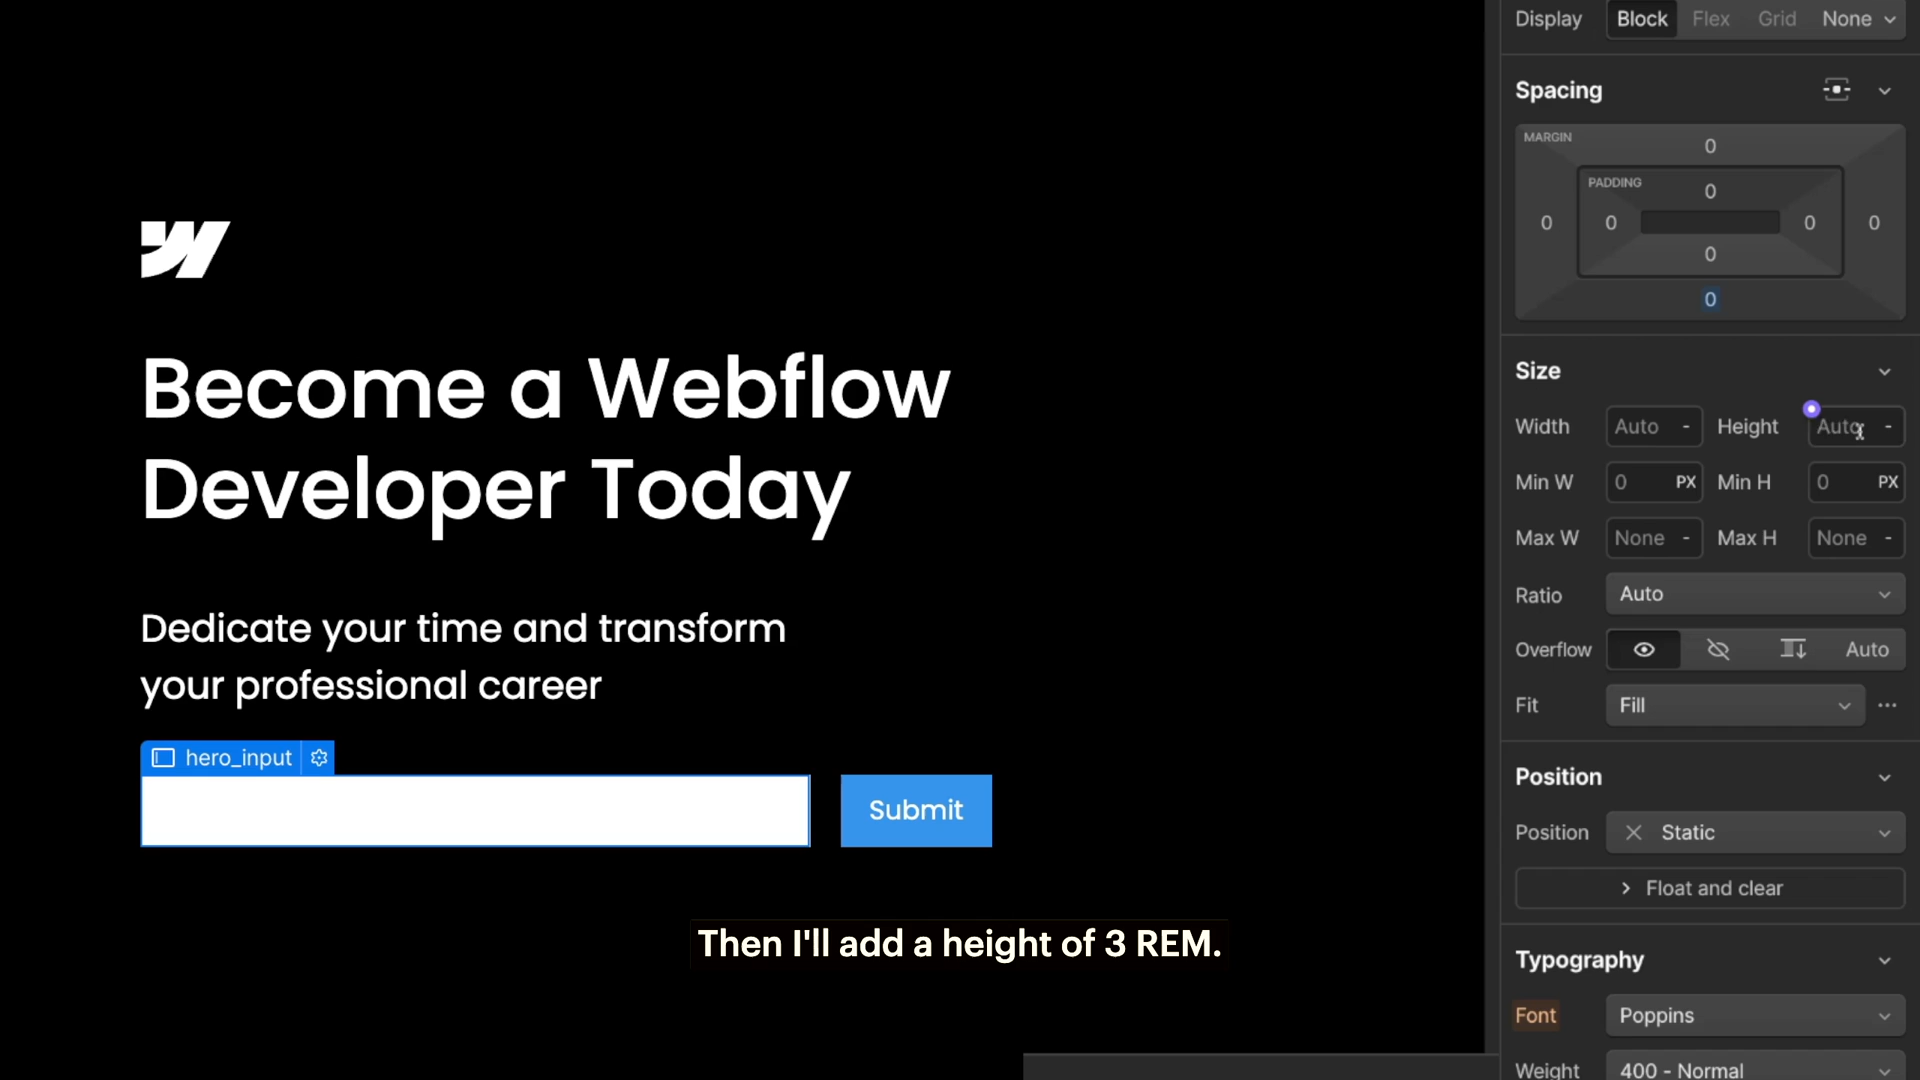 Display Block Flex Grid None
Spacing
MARGIN
0
PADDING
0
0 0 0 0
0
0
Size
Width Auto - Height Auto -
Min W 0 PX Min H 0 PX
Max W None - Max H None -
Ratio Auto
Overflow Auto
Fit Fill
Position
Position Static
Float and clear
Typography
Font Poppins
Weight 400 - Normal
Become a Webflow
Developer Today
Dedicate your time and transform
your professional career
hero_input
Submit
Then I'll add a height of 3 REM.